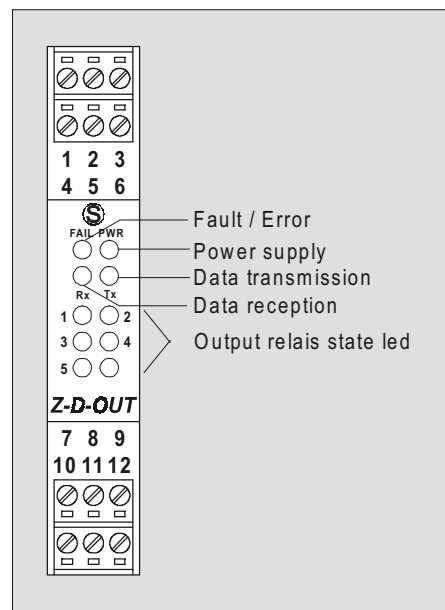 1 2 3
4 5 6
S
FAIL PWR
Fault / Error
Power supply
Data transmission
Data reception
Rx Tx
1 2
3 4
5
Output relais state led
Z-D-OUT
7 8 9
10 11 12